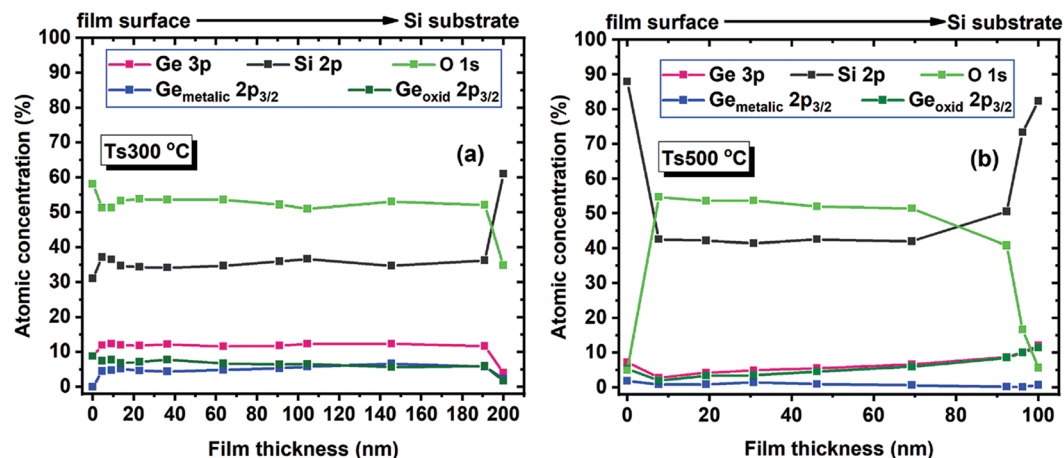 film surface Si substrate
Ge 3p Si 2p O 1s
Gemetalic 2p3/2 Geoxid 2p3/2
Ts300 °C
(a)
Atomic concentration (%)
100
90
80
70
60
50
40
30
20
10
0
0 20 40 60 80 100 120 140 160 180 200
Film thickness (nm)
film surface Si substrate
Ge 3p Si 2p O 1s
Gemetalic 2p3/2 Geoxid 2p3/2
Ts500 °C
(b)
Atomic concentration (%)
100
90
80
70
60
50
40
30
20
10
0
0 20 40 60 80 100
Film thickness (nm)